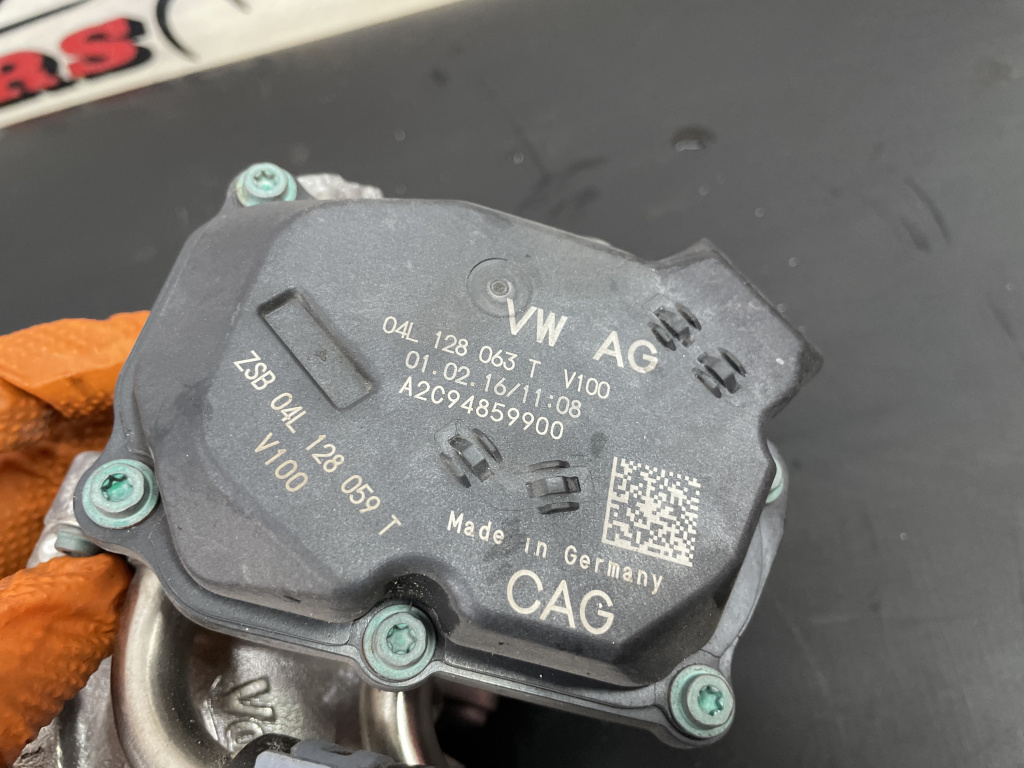 RS
VW AG
04L 128 063 T V100
01.02.16/11:08
A2C94859900
ZSB 04L 128 059 T
V100
Made in Germany
CAG